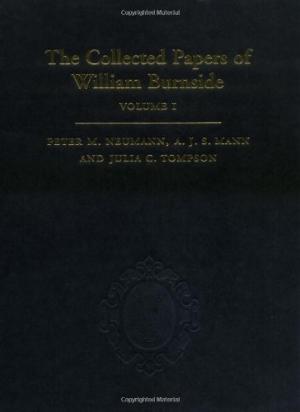 The Collected Papers of
William Burnside
VOLUME I
PETER M. NEUMANN, A. J. S. MANN
AND JULIA C. TOMPSON